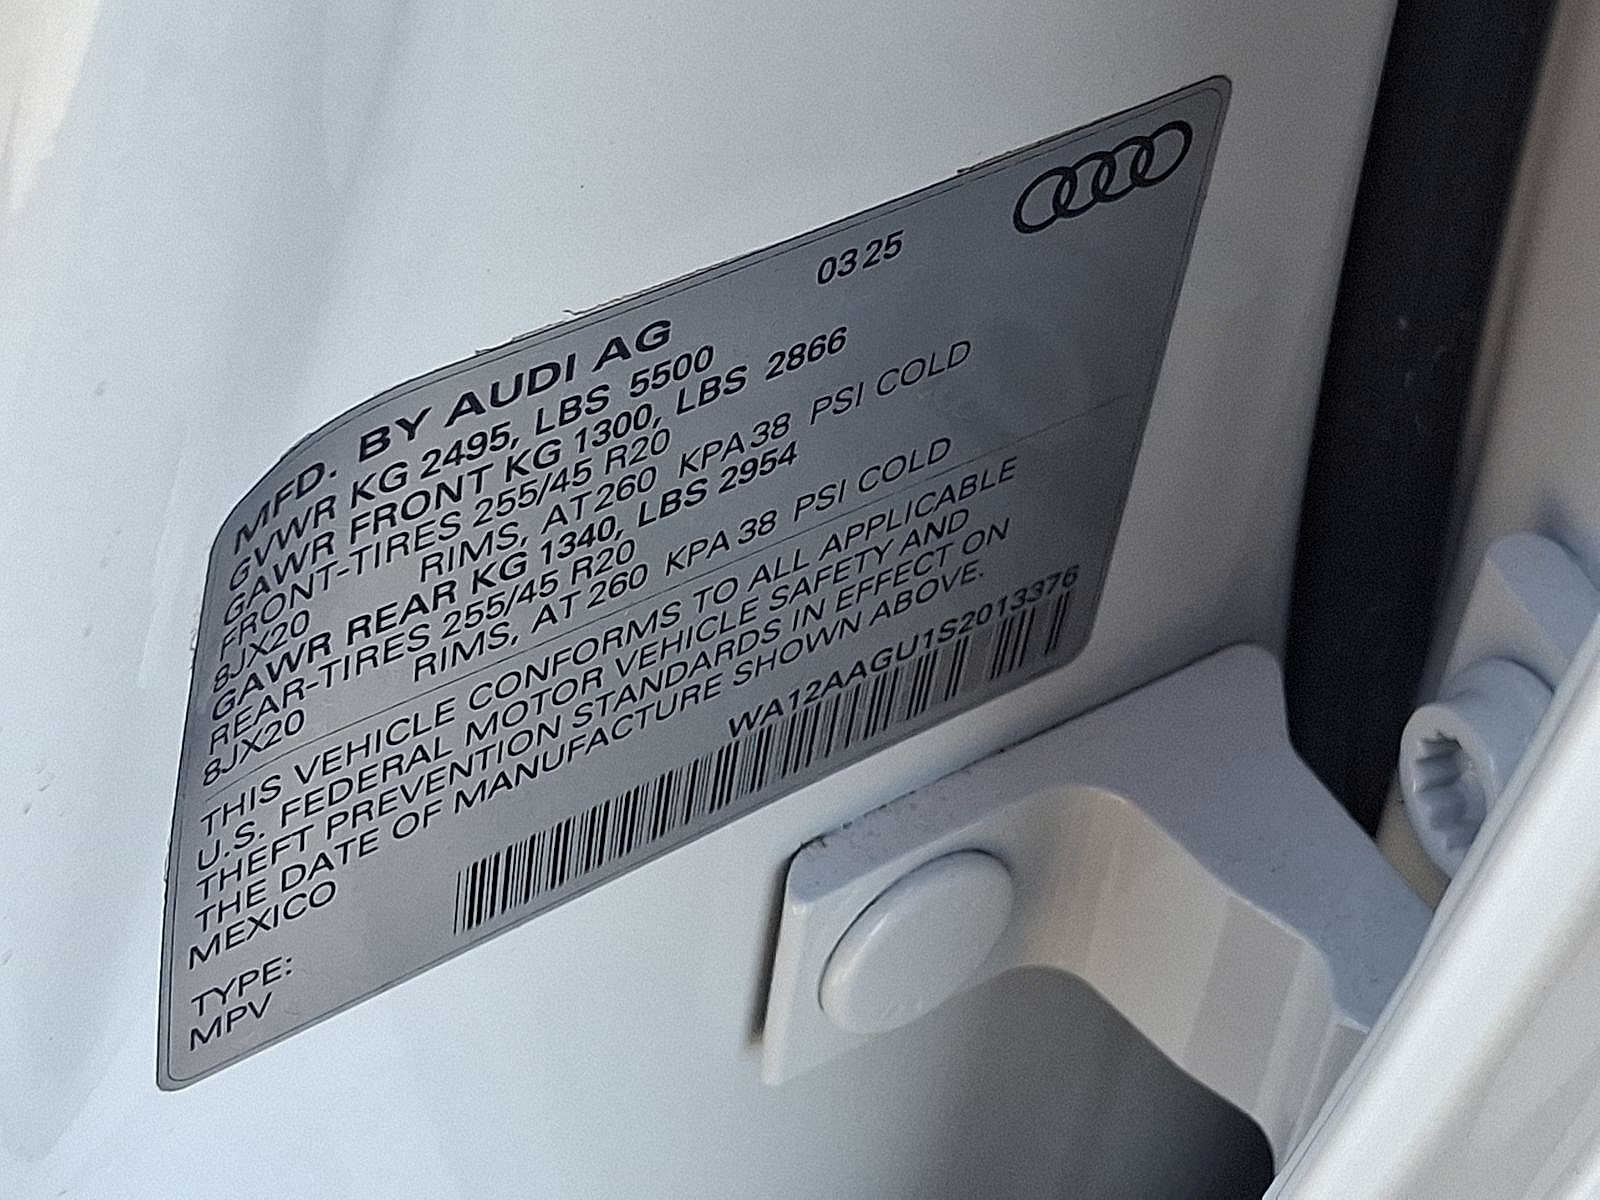 MFD. BY AUDI AG 0325
GVWR KG 2495, LBS 5500
GAWR FRONT KG 1300, LBS 2866
FRONT-TIRES 255/45 R20
8JX20 RIMS, AT 260 KPA 38 PSI COLD
GAWR REAR KG 1340, LBS 2954
REAR-TIRES 255/45 R20
8JX20 RIMS, AT 260 KPA 38 PSI COLD
THIS VEHICLE CONFORMS TO ALL APPLICABLE
U.S. FEDERAL MOTOR VEHICLE SAFETY AND
THEFT PREVENTION STANDARDS IN EFFECT ON
THE DATE OF MANUFACTURE SHOWN ABOVE.
MEXICO
WA12AAGU1S2013376
TYPE:
MPV